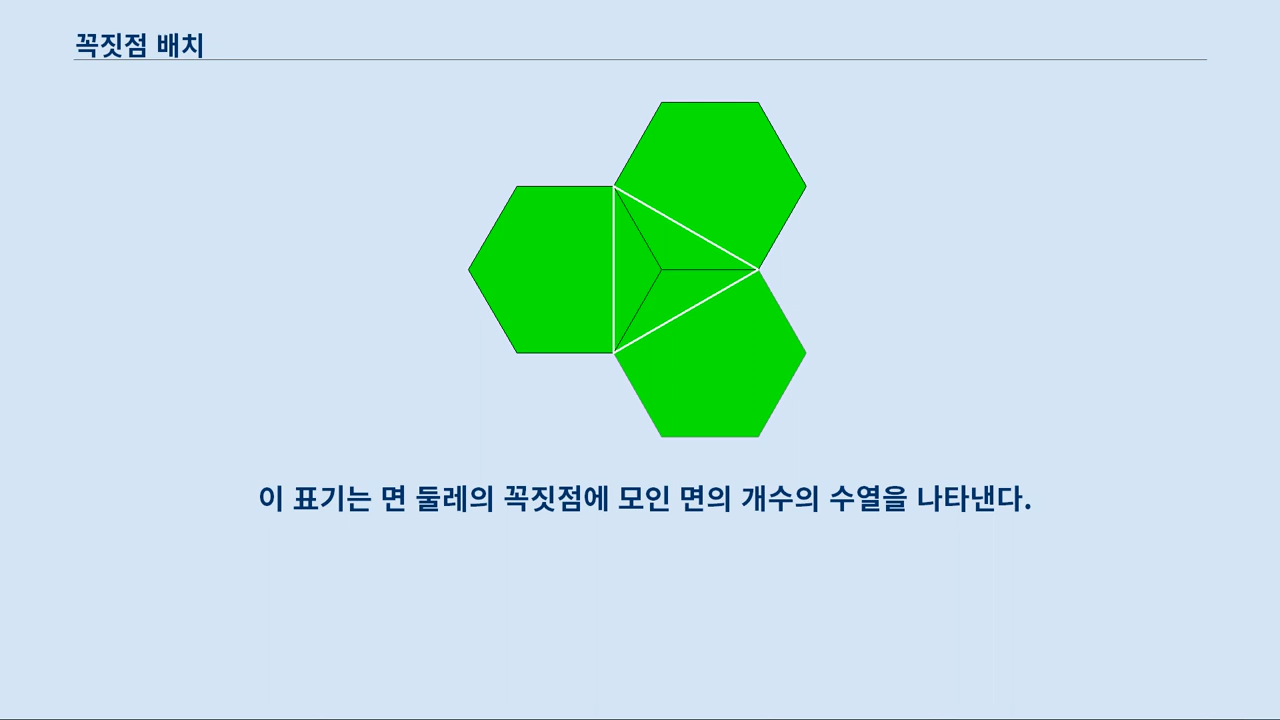 꼭짓점 배치
이 표기는 면 둘레의 꼭짓점에 모인 면의 개수의 수열을 나타낸다.